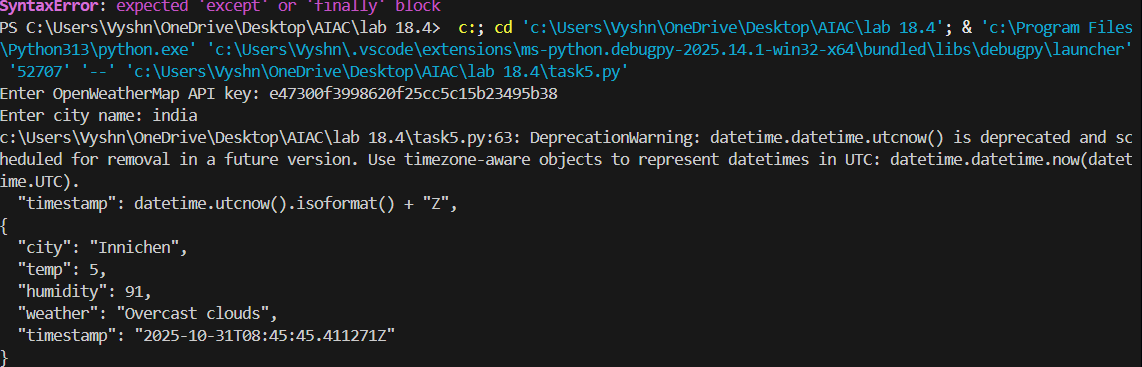 SyntaxError: expected 'except' or 'finally' block
PS C:\Users\Vyshn\OneDrive\Desktop\AIAC\lab 18.4>  c:; cd 'c:\Users\Vyshn\OneDrive\Desktop\AIAC\lab 18.4'; & 'c:\Program Files
\Python313\python.exe' 'c:\Users\Vyshn\.vscode\extensions\ms-python.debugpy-2025.14.1-win32-x64\bundled\libs\debugpy\launcher'
 '52707' '--' 'c:\Users\Vyshn\OneDrive\Desktop\AIAC\lab 18.4\task5.py'
Enter OpenWeatherMap API key: e47300f3998620f25cc5c15b23495b38
Enter city name: india
c:\Users\Vyshn\OneDrive\Desktop\AIAC\lab 18.4\task5.py:63: DeprecationWarning: datetime.datetime.utcnow() is deprecated and sc
heduled for removal in a future version. Use timezone-aware objects to represent datetimes in UTC: datetime.datetime.now(datet
ime.UTC).
  "timestamp": datetime.utcnow().isoformat() + "Z",
{
  "city": "Innichen",
  "temp": 5,
  "humidity": 91,
  "weather": "Overcast clouds",
  "timestamp": "2025-10-31T08:45:45.411271Z"
}